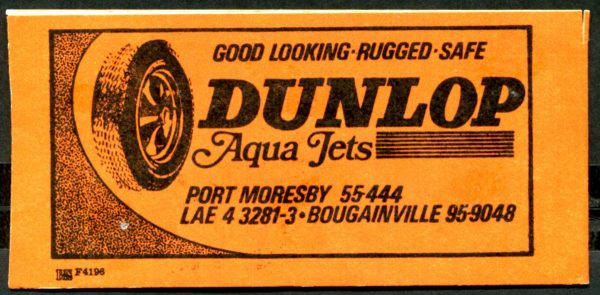 GOOD LOOKING·RUGGED·SAFE
DUNLOP
Aqua Jets
PORT MORESBY 55-444
LAE 4 3281-3·BOUGAINVILLE 95-9048
F4196